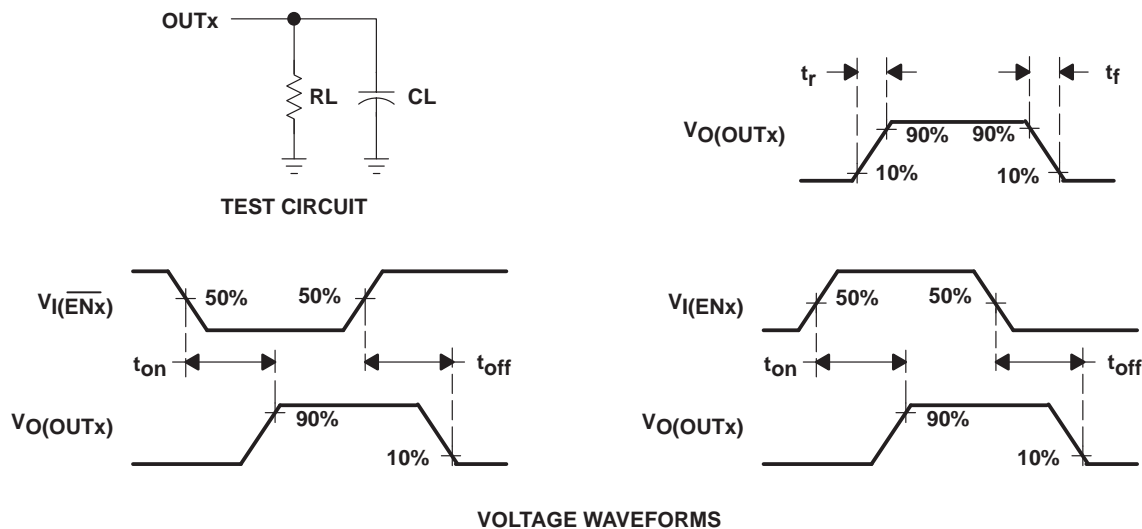 OUTx
RL
CL
TEST CIRCUIT
tr
tf
VO(OUTx)
90%
90%
10%
10%
VI(E̅N̅x̅)
50%
50%
ton
toff
VO(OUTx)
90%
10%
VI(ENx)
50%
50%
ton
toff
VO(OUTx)
90%
10%
VOLTAGE WAVEFORMS